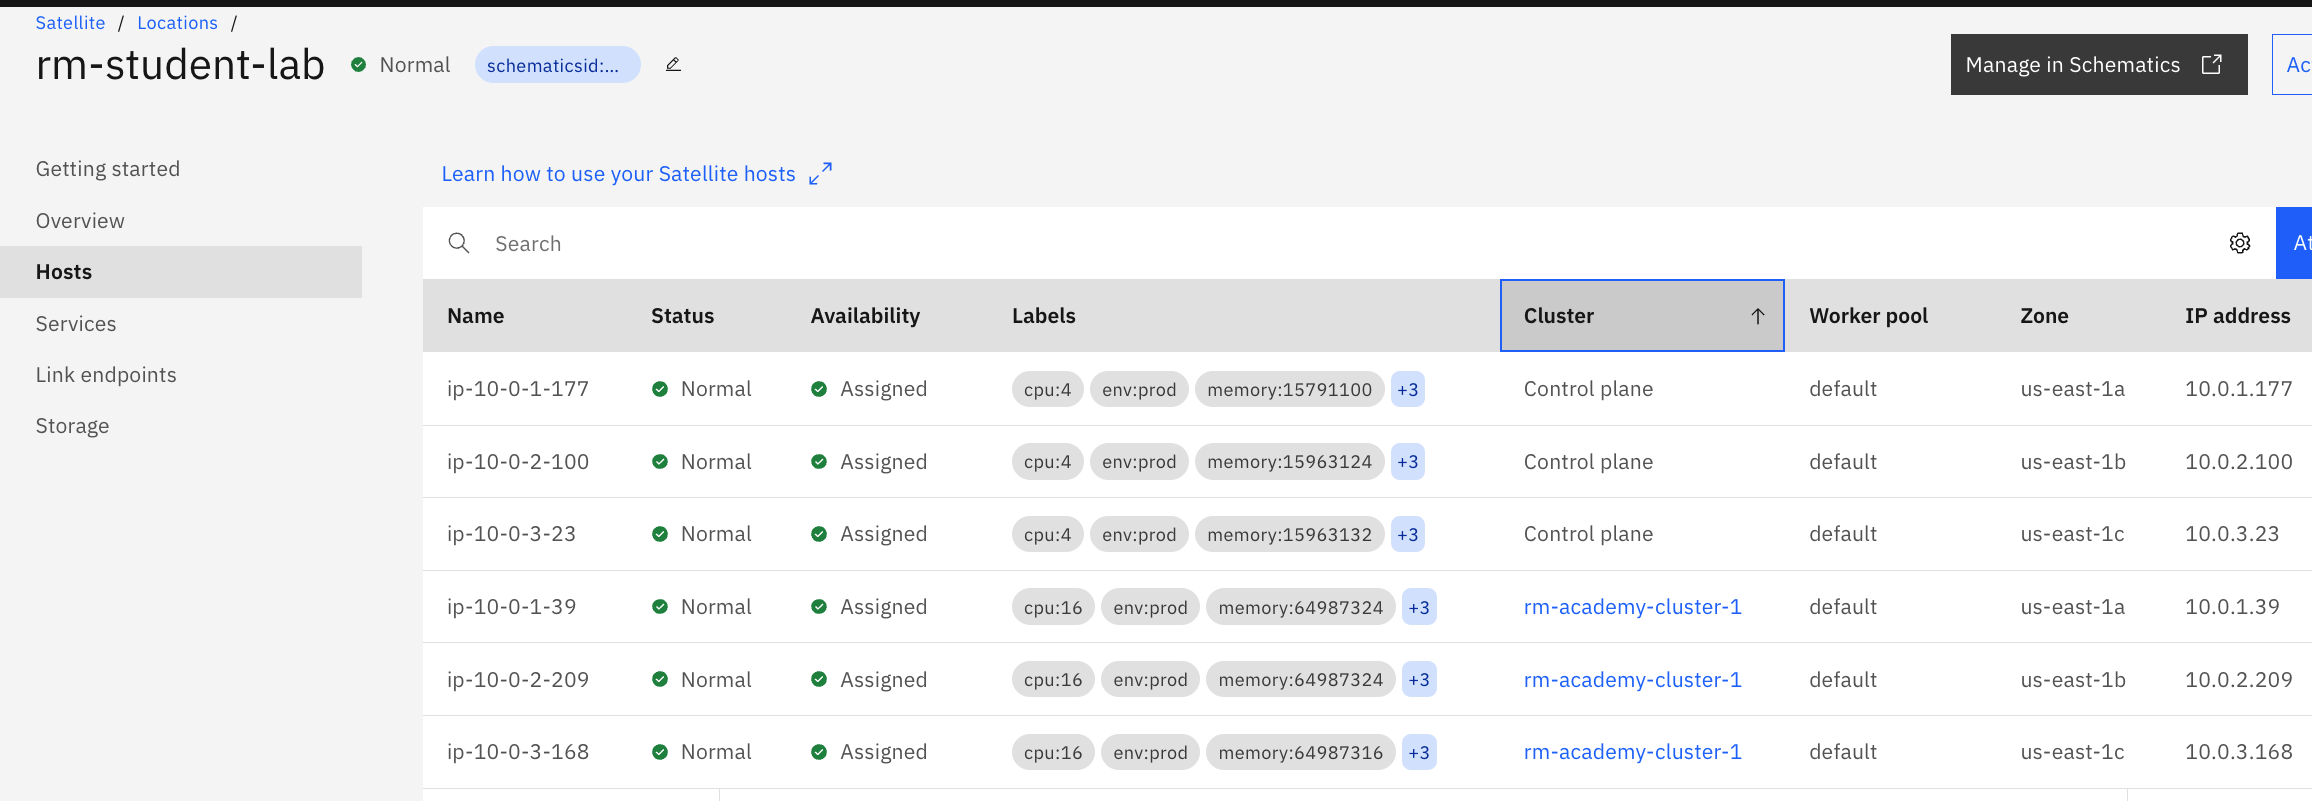 Satellite / Locations /
rm-student-lab Normal schematicsid:...
Manage in Schematics
Ac
Getting started
Overview
Hosts
Services
Link endpoints
Storage
Learn how to use your Satellite hosts
Search
At
Name Status Availability Labels Cluster Worker pool Zone IP address
ip-10-0-1-177 Normal Assigned cpu:4 env:prod memory:15791100 +3 Control plane default us-east-1a 10.0.1.177
ip-10-0-2-100 Normal Assigned cpu:4 env:prod memory:15963124 +3 Control plane default us-east-1b 10.0.2.100
ip-10-0-3-23 Normal Assigned cpu:4 env:prod memory:15963132 +3 Control plane default us-east-1c 10.0.3.23
ip-10-0-1-39 Normal Assigned cpu:16 env:prod memory:64987324 +3 rm-academy-cluster-1 default us-east-1a 10.0.1.39
ip-10-0-2-209 Normal Assigned cpu:16 env:prod memory:64987324 +3 rm-academy-cluster-1 default us-east-1b 10.0.2.209
ip-10-0-3-168 Normal Assigned cpu:16 env:prod memory:64987316 +3 rm-academy-cluster-1 default us-east-1c 10.0.3.168